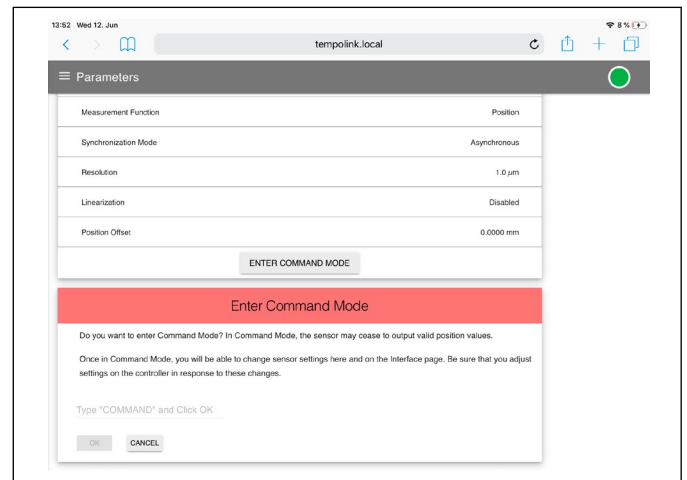 13:52 Wed 12. Jun
8 %
tempolink.local
Parameters
Measurement Function Position
Synchronization Mode Asynchronous
Resolution 1.0 μm
Linearization Disabled
Position Offset 0.0000 mm
ENTER COMMAND MODE
Enter Command Mode
Do you want to enter Command Mode? In Command Mode, the sensor may cease to output valid position values.
Once in Command Mode, you will be able to change sensor settings here and on the Interface page. Be sure that you adjust
settings on the controller in response to these changes.
Type "COMMAND" and Click OK
OK CANCEL